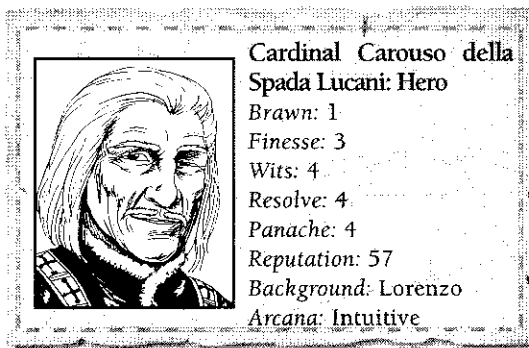 Cardinal Carouso della
Spada Lucani: Hero
Brawn: 1
Finesse: 3
Wits: 4
Resolve: 4
Panache: 4
Reputation: 57
Background: Lorenzo
Arcana: Intuitive